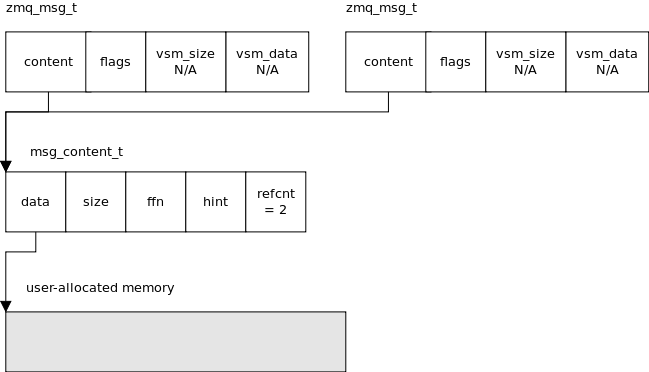 zmq_msg_t
zmq_msg_t
content
flags
vsm_size
N/A
vsm_data
N/A
content
flags
vsm_size
N/A
vsm_data
N/A
msg_content_t
data
size
ffn
hint
refcnt
= 2
user-allocated memory